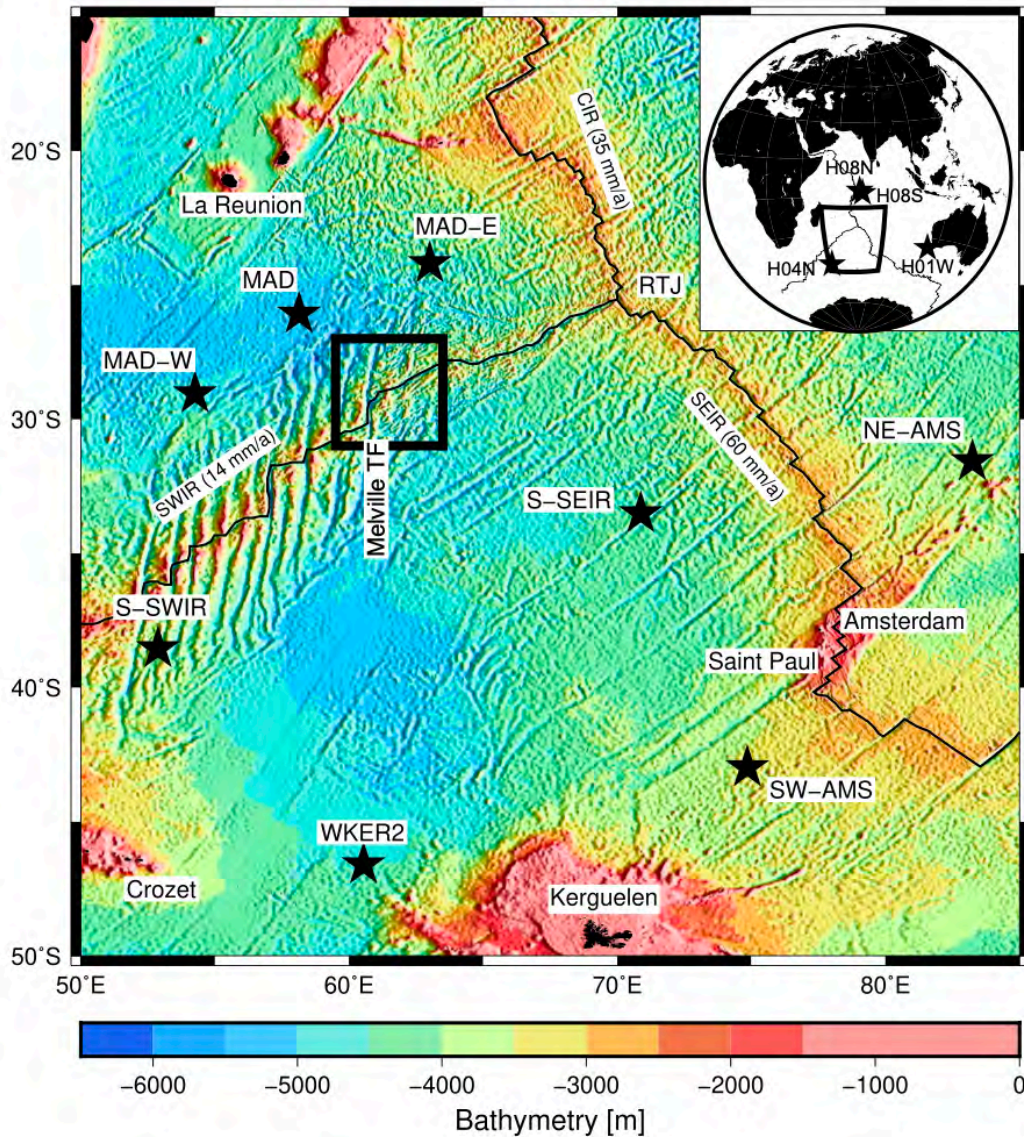 20°S
30°S
40°S
50°S
50°E
60°E
70°E
80°E
La Reunion
MAD-E
MAD
MAD-W
CIR (35 mm/a)
RTJ
H08N
H08S
H04N
H01W
SWIR (14 mm/a)
Melville TF
SEIR (60 mm/a)
NE-AMS
S-SEIR
S-SWIR
Amsterdam
Saint Paul
SW-AMS
WKER2
Crozet
Kerguelen
-6000
-5000
-4000
-3000
-2000
-1000
0
Bathymetry [m]